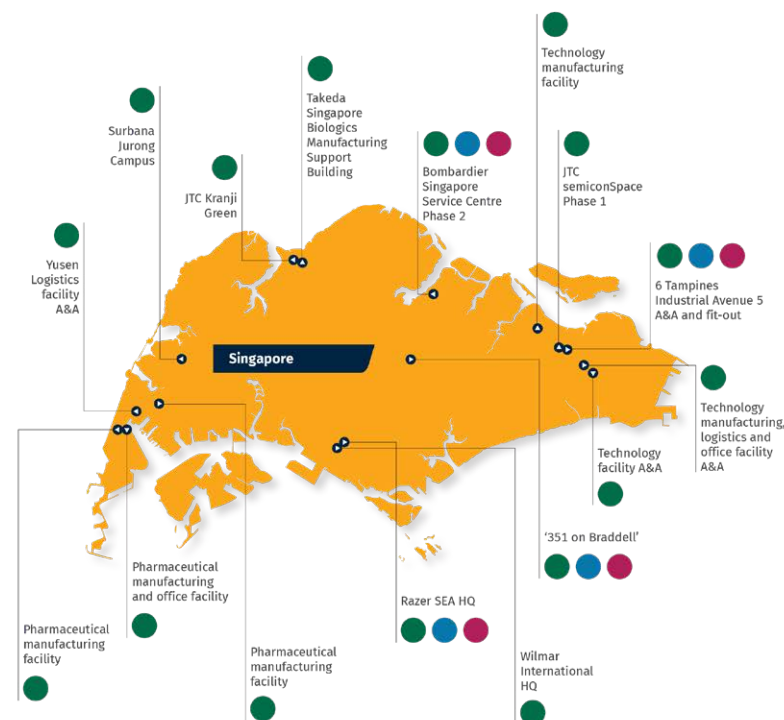 Technology
manufacturing
facility
Takeda
Singapore
Biologics
Manufacturing
Support
Building
Surbana
Jurong
Campus
JTC Kranji
Green
Bombardier
Singapore
Service Centre
Phase 2
JTC
semiconSpace
Phase 1
Yusen
Logistics
facility
A&A
6 Tampines
Industrial Avenue 5
A&A and fit-out
Singapore
Technology
manufacturing,
logistics and
office facility
A&A
Technology
facility A&A
'351 on Braddell'
Pharmaceutical
manufacturing
and office facility
Razer SEA HQ
Pharmaceutical
manufacturing
facility
Pharmaceutical
manufacturing
facility
Wilmar
International
HQ